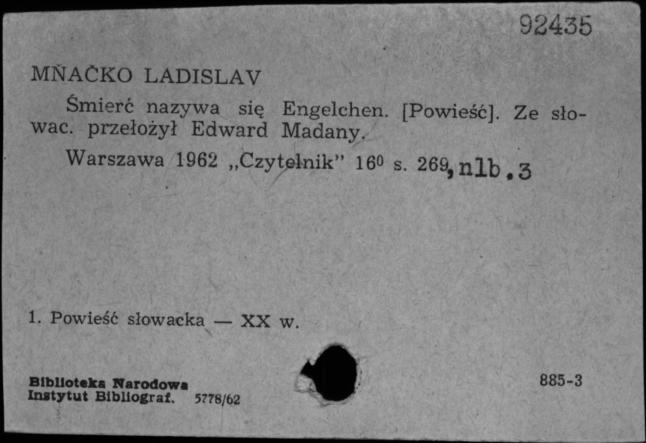 92435
MŇAČKO LADISLAV
Śmierć nazywa się Engelchen. [Powieść]. Ze sło-
wac. przełożył Edward Madany.
Warszawa 1962 „Czytelnik” 16⁰ s. 269, nlb. 3
1. Powieść słowacka — XX w.
Biblioteka Narodowa
Instytut Bibliograf. 5778/62
885-3